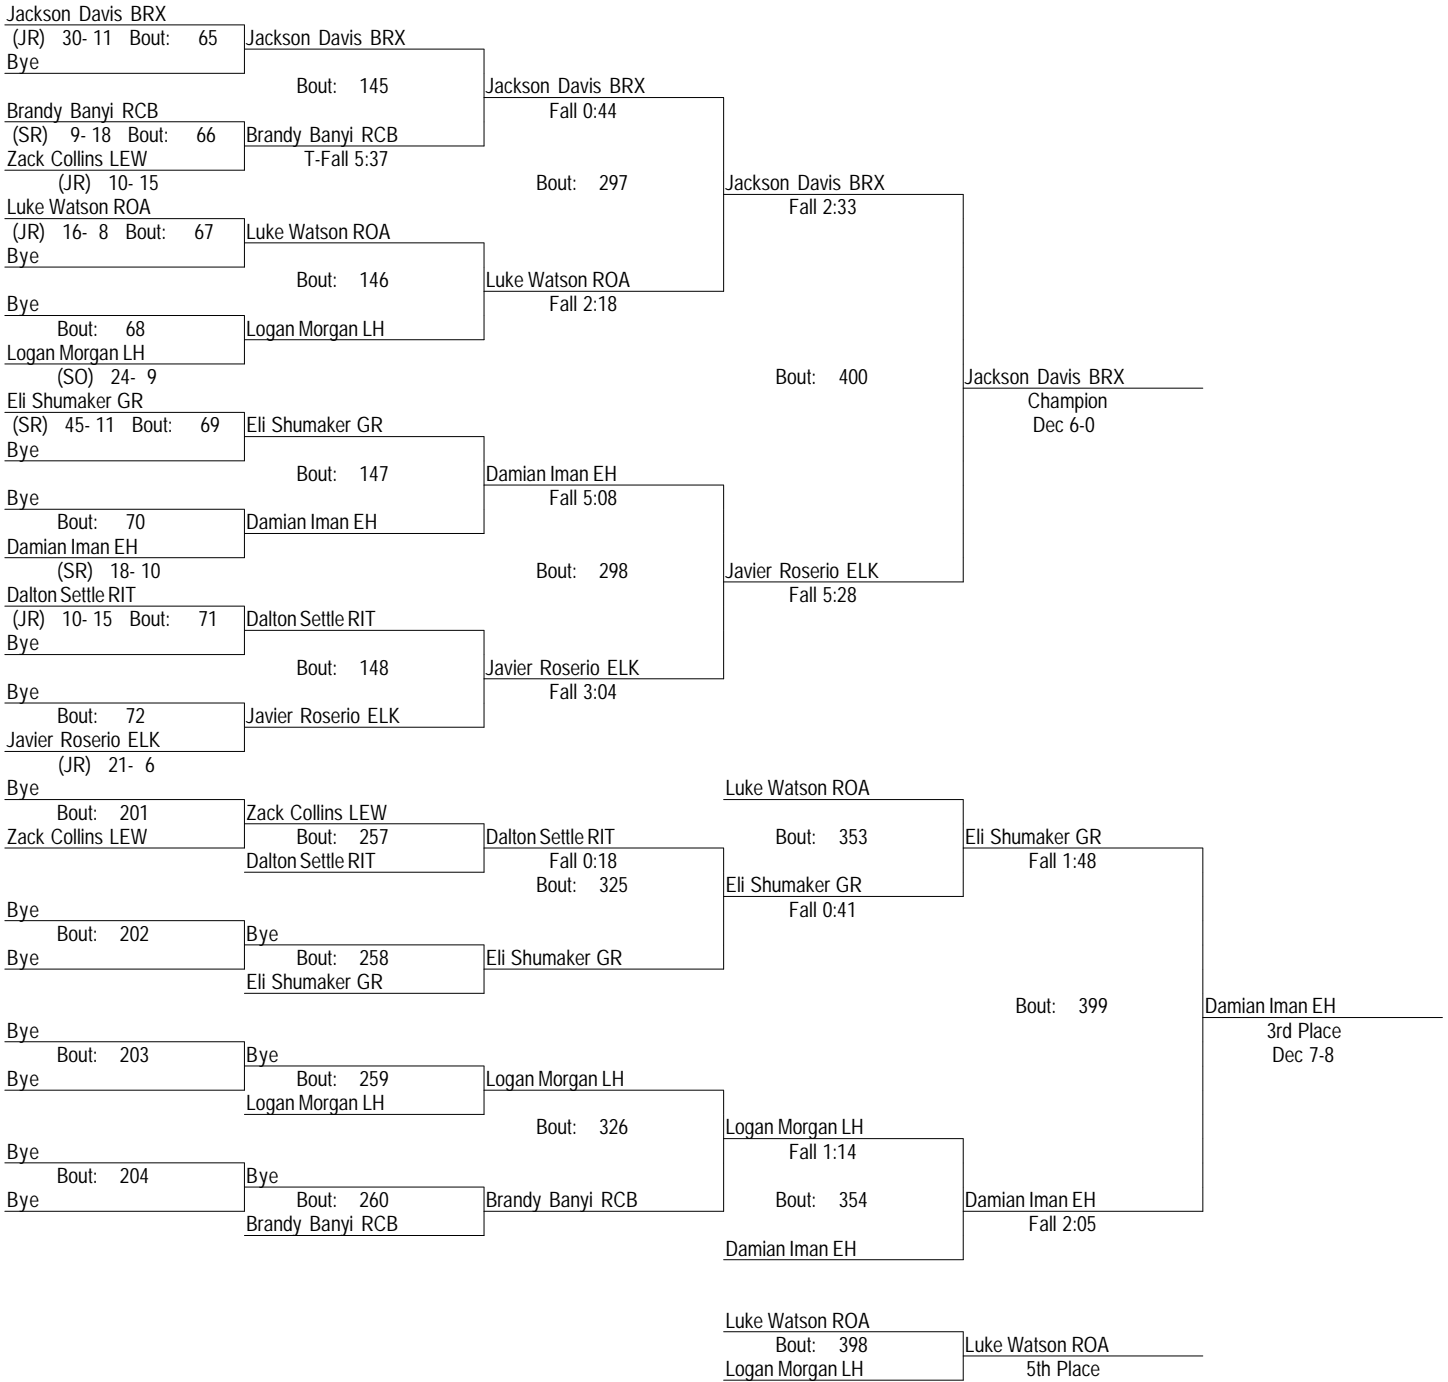 Jackson Davis BRX
(JR) 30- 11 Bout: 65 Jackson Davis BRX
Bye
Bout: 145 Jackson Davis BRX
Brandy Banyi RCB Fall 0:44
(SR) 9- 18 Bout: 66 Brandy Banyi RCB
Zack Collins LEW T-Fall 5:37
(JR) 10- 15 Bout: 297 Jackson Davis BRX
Luke Watson ROA Fall 2:33
(JR) 16- 8 Bout: 67 Luke Watson ROA
Bye
Bout: 146 Luke Watson ROA
Bye Fall 2:18
Bout: 68 Logan Morgan LH
Logan Morgan LH
(SO) 24- 9 Bout: 400 Jackson Davis BRX
Eli Shumaker GR Champion
(SR) 45- 11 Bout: 69 Eli Shumaker GR Dec 6-0
Bye
Bout: 147 Damian Iman EH
Bye Fall 5:08
Bout: 70 Damian Iman EH
Damian Iman EH
(SR) 18- 10 Bout: 298 Javier Roserio ELK
Dalton Settle RIT Fall 5:28
(JR) 10- 15 Bout: 71 Dalton Settle RIT
Bye
Bout: 148 Javier Roserio ELK
Bye Fall 3:04
Bout: 72 Javier Roserio ELK
Javier Roserio ELK
(JR) 21- 6
Bye Luke Watson ROA
Bout: 201 Zack Collins LEW
Zack Collins LEW Bout: 257 Dalton Settle RIT Bout: 353 Eli Shumaker GR
Dalton Settle RIT Fall 0:18 Fall 1:48
Bout: 325 Eli Shumaker GR
Bye Fall 0:41
Bout: 202 Bye
Bye Bout: 258 Eli Shumaker GR
Eli Shumaker GR
Bout: 399 Damian Iman EH
Bye 3rd Place
Bout: 203 Bye Dec 7-8
Bye Bout: 259 Logan Morgan LH
Logan Morgan LH
Bout: 326 Logan Morgan LH
Bye Fall 1:14
Bout: 204 Bye
Bye Bout: 260 Brandy Banyi RCB Bout: 354 Damian Iman EH
Brandy Banyi RCB Fall 2:05
Damian Iman EH
Luke Watson ROA
Bout: 398 Luke Watson ROA
Logan Morgan LH 5th Place